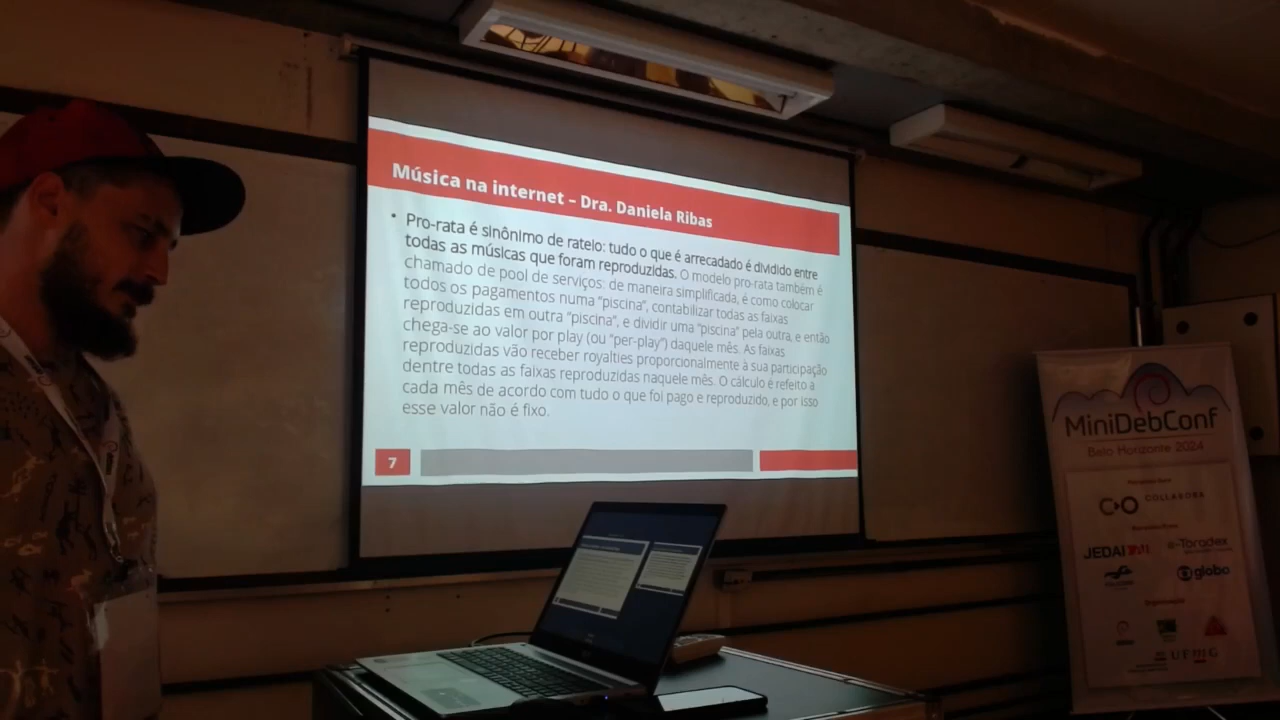 Música na internet – Dra. Daniela Ribas
• Pro-rata é sinônimo de rateio: tudo o que é arrecadado é dividido entre
todas as músicas que foram reproduzidas. O modelo pro-rata também é
chamado de pool de serviços: de maneira simplificada, é como colocar
todos os pagamentos numa “piscina”, contabilizar todas as faixas
reproduzidas em outra “piscina”, e dividir uma “piscina” pela outra, e então
chega-se ao valor por play (ou “per-play”) daquele mês. As faixas
reproduzidas vão receber royalties proporcionalmente à sua participação
dentre todas as faixas reproduzidas naquele mês. O cálculo é refeito a
cada mês de acordo com tudo o que foi pago e reproduzido, e por isso
esse valor não é fixo.
7
MiniDebConf
Belo Horizonte 2024
COLLABORA
JEDAI
Toradex
globo
UFMG